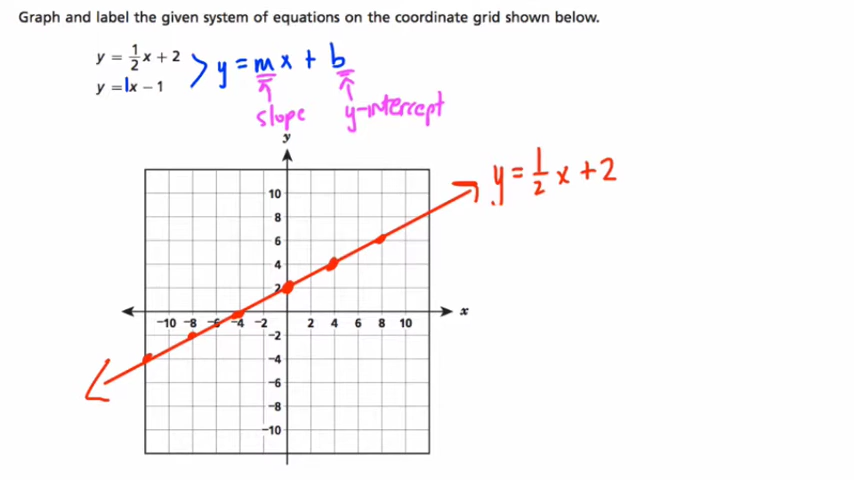 Graph and label the given system of equations on the coordinate grid shown below.
y = 1/2 x + 2 > y = mx + b
y = 1x − 1
slope y-intercept
y
y = 1/2 x + 2
10
8
6
4
2
x
−10 −8 −6 −4 −2 2 4 6 8 10
−2
−4
−6
−8
−10